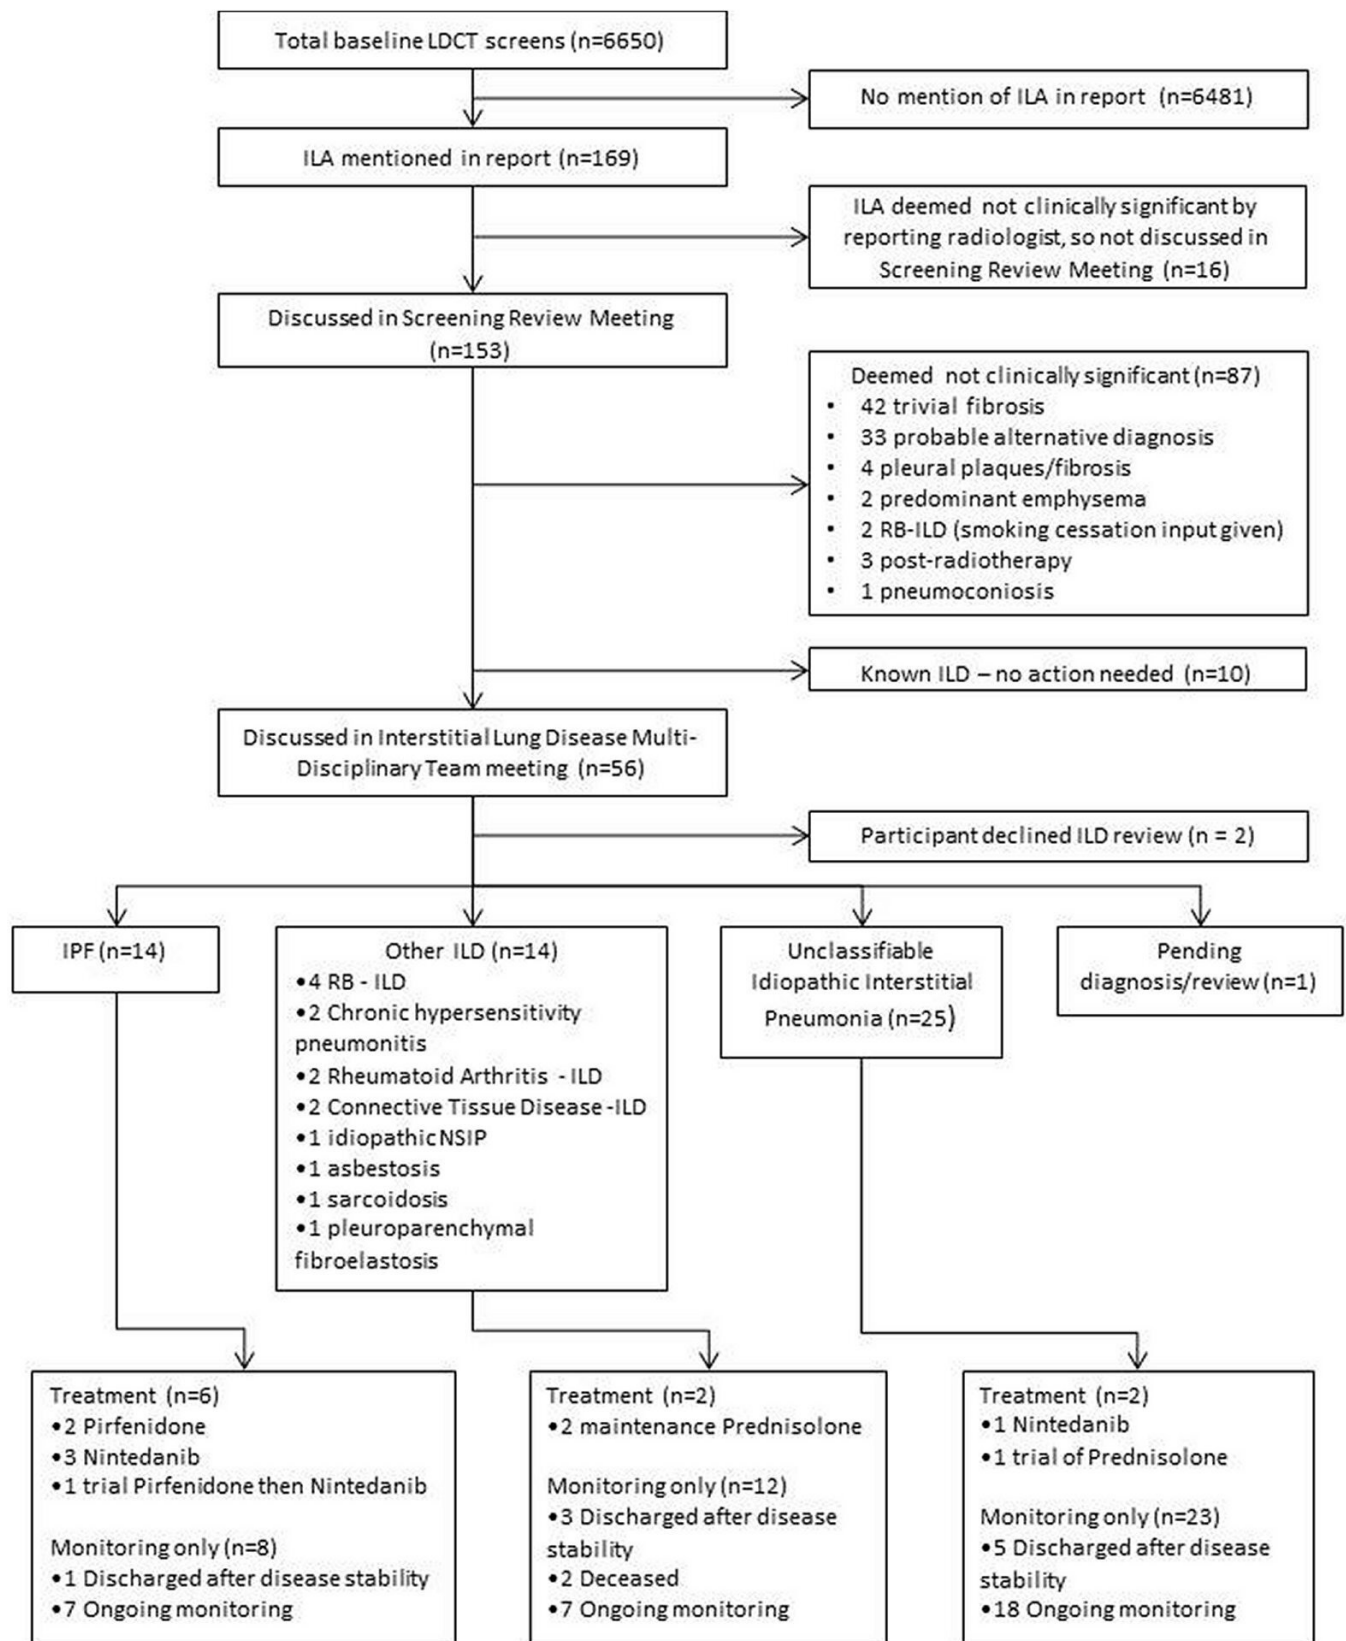 Total baseline LDCT screens (n=6650)
No mention of ILA in report (n=6481)
ILA mentioned in report (n=169)
ILA deemed not clinically significant by
reporting radiologist, so not discussed in
Screening Review Meeting (n=16)
Discussed in Screening Review Meeting
(n=153)
Deemed not clinically significant (n=87)
• 42 trivial fibrosis
• 33 probable alternative diagnosis
• 4 pleural plaques/fibrosis
• 2 predominant emphysema
• 2 RB-ILD (smoking cessation input given)
• 3 post-radiotherapy
• 1 pneumoconiosis
Known ILD – no action needed (n=10)
Discussed in Interstitial Lung Disease Multi-
Disciplinary Team meeting (n=56)
Participant declined ILD review (n = 2)
IPF (n=14)
Other ILD (n=14)
•4 RB - ILD
•2 Chronic hypersensitivity
pneumonitis
•2 Rheumatoid Arthritis - ILD
•2 Connective Tissue Disease -ILD
•1 idiopathic NSIP
•1 asbestosis
•1 sarcoidosis
•1 pleuroparenchymal
fibroelastosis
Unclassifiable
Idiopathic Interstitial
Pneumonia (n=25)
Pending
diagnosis/review (n=1)
Treatment (n=6)
•2 Pirfenidone
•3 Nintedanib
•1 trial Pirfenidone then Nintedanib
Monitoring only (n=8)
•1 Discharged after disease stability
•7 Ongoing monitoring
Treatment (n=2)
•2 maintenance Prednisolone
Monitoring only (n=12)
•3 Discharged after disease
stability
•2 Deceased
•7 Ongoing monitoring
Treatment (n=2)
•1 Nintedanib
•1 trial of Prednisolone
Monitoring only (n=23)
•5 Discharged after disease
stability
•18 Ongoing monitoring